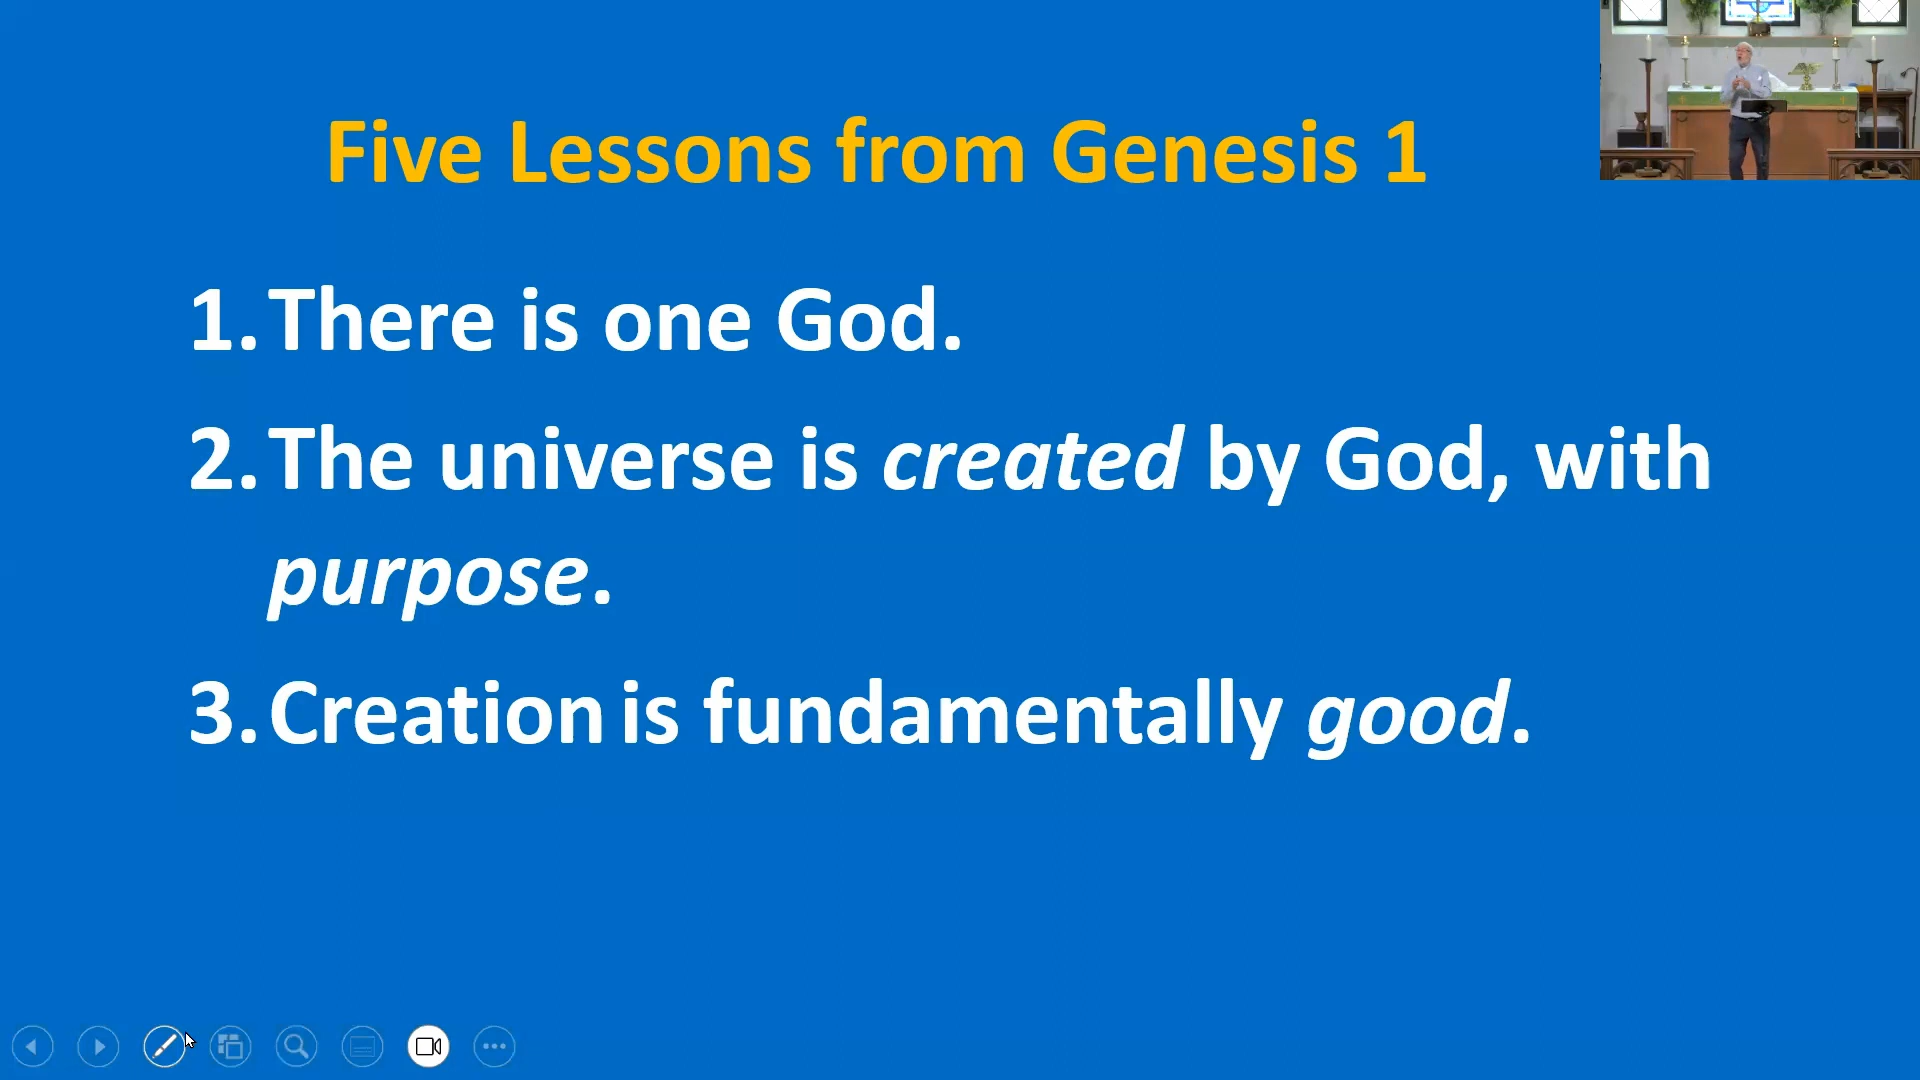 Five Lessons from Genesis 1
1. There is one God.
2. The universe is created by God, with
purpose.
3. Creation is fundamentally good.